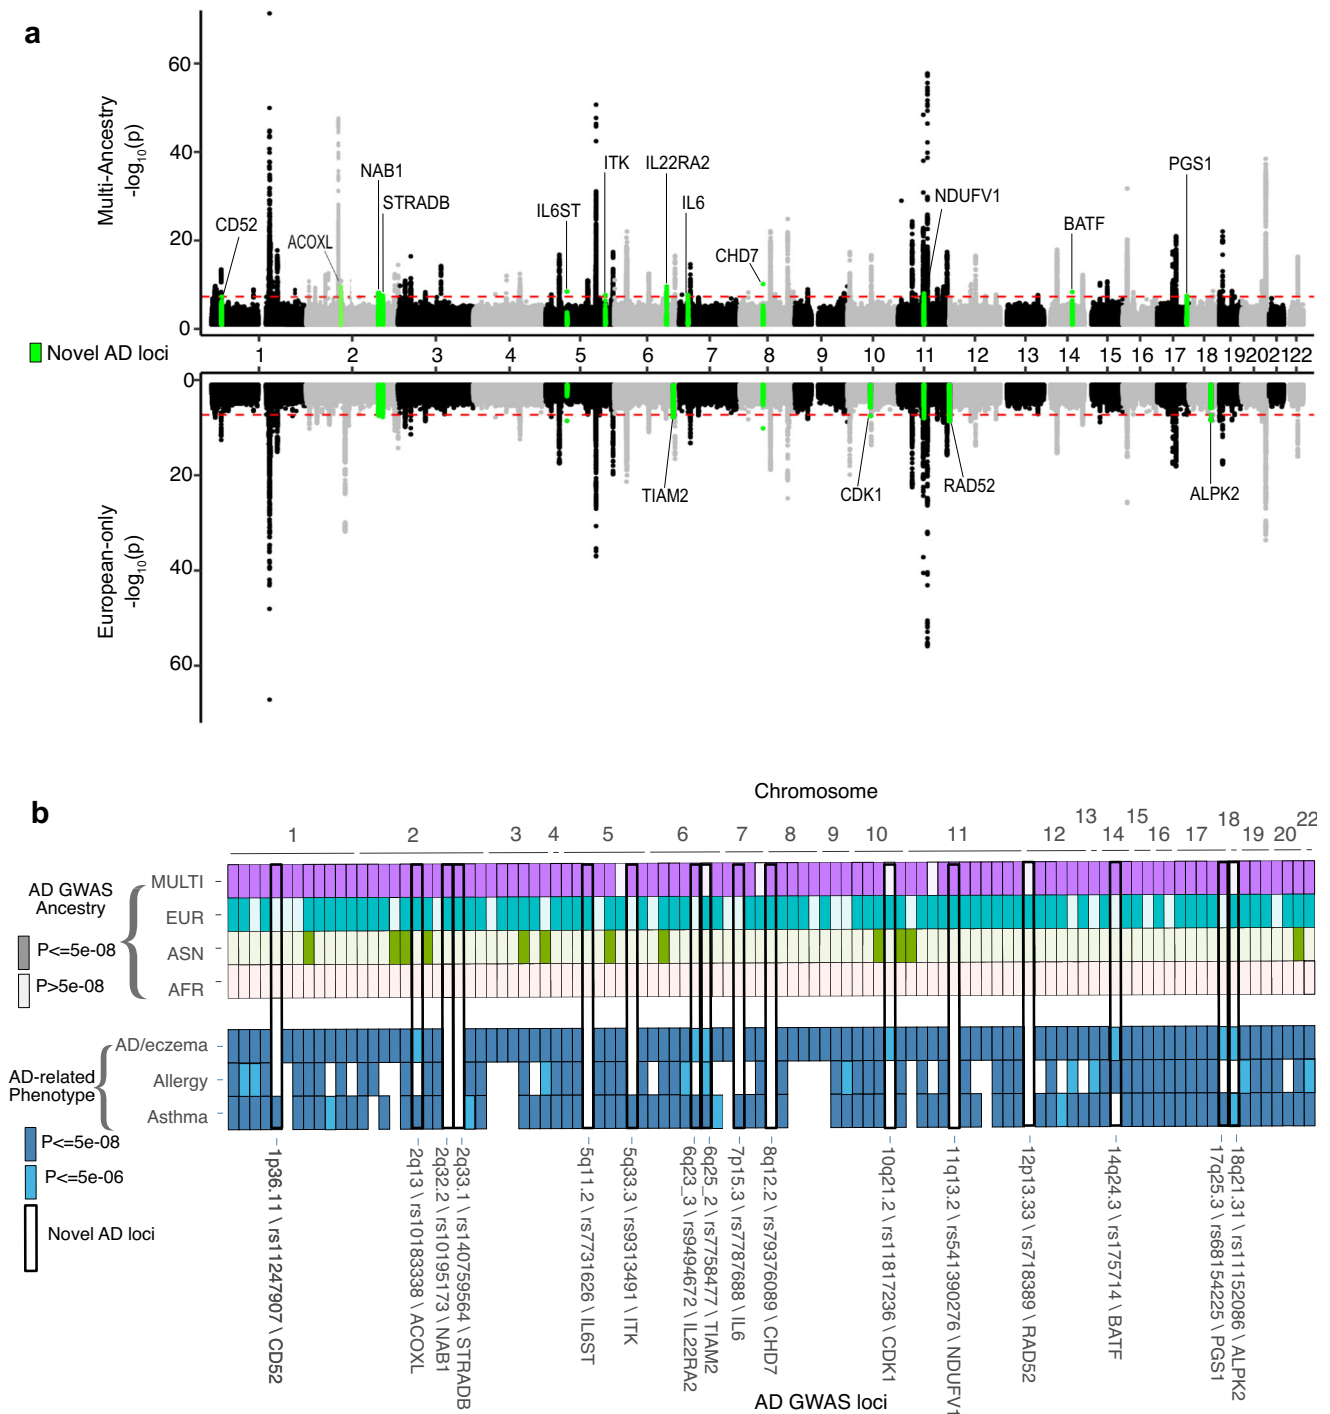 a
Multi-Ancestry
-log10(p)
60
40
20
0
CD52
ACOXL
NAB1
STRADB
IL6ST
ITK
IL22RA2
IL6
CHD7
NDUFV1
BATF
PGS1
Novel AD loci
1 2 3 4 5 6 7 8 9 10 11 12 13 14 15 16 17 18 19 202122
European-only
-log10(p)
0
20
40
60
TIAM2
CDK1
RAD52
ALPK2
b
Chromosome
1 2 3 4 5 6 7 8 9 10 11 12 13 14 15 16 17 18 19 20 22
AD GWAS
Ancestry
MULTI
EUR
ASN
AFR
P<=5e-08
P>5e-08
AD-related
Phenotype
AD/eczema
Allergy
Asthma
P<=5e-08
P<=5e-06
Novel AD loci
1p36.11 \ rs11247907 \ CD52
2q13 \ rs10183338 \ ACOXL
2q32.2 \ rs10195173 \ NAB1
2q33.1 \ rs140759564 \ STRADB
5q11.2 \ rs7731626 \ IL6ST
5q33.3 \ rs9313491 \ ITK
6q23_3 \ rs9494672 \ IL22RA2
6q25_2 \ rs7758477 \ TIAM2
7p15.3 \ rs7787688 \ IL6
8q12.2 \ rs79376089 \ CHD7
10q21.2 \ rs11817236 \ CDK1
11q13.2 \ rs541390276 \ NDUFV1
12p13.33 \ rs718389 \ RAD52
14q24.3 \ rs175714 \ BATF
17q25.3 \ rs68154225 \ PGS1
18q21.31 \ rs11152086 \ ALPK2
AD GWAS loci